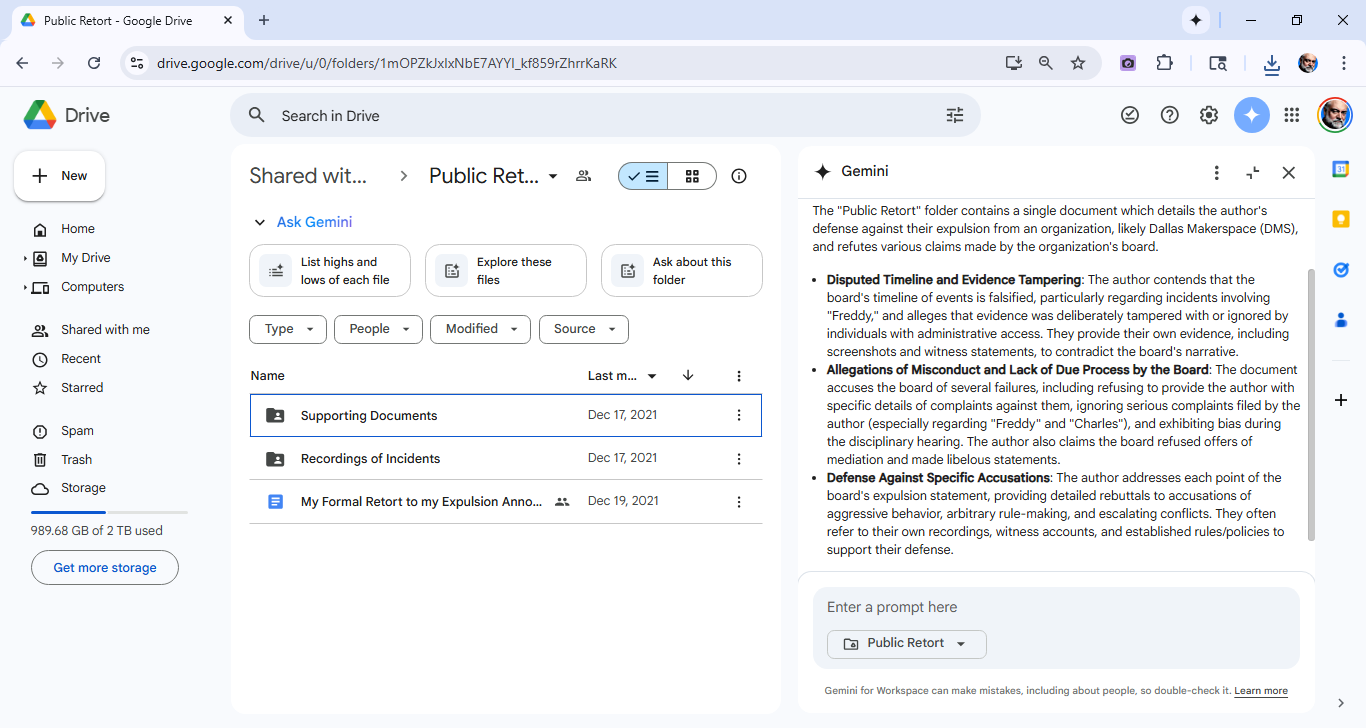 Public Retort - Google Drive
drive.google.com/drive/u/0/folders/1mOPZkJxIxNbE7AYYI_kf859rZhrrKaRK
Drive
Search in Drive
New
Home
My Drive
Computers
Shared with me
Recent
Starred
Spam
Trash
Storage
989.68 GB of 2 TB used
Get more storage
Shared wit...
Public Ret...
Ask Gemini
List highs and
lows of each file
Explore these
files
Ask about this
folder
Type
People
Modified
Source
Name
Last m...
Supporting Documents
Dec 17, 2021
Recordings of Incidents
Dec 17, 2021
My Formal Retort to my Expulsion Anno...
Dec 19, 2021
Gemini
The "Public Retort" folder contains a single document which details the author's
defense against their expulsion from an organization, likely Dallas Makerspace (DMS),
and refutes various claims made by the organization's board.
• Disputed Timeline and Evidence Tampering: The author contends that the
board's timeline of events is falsified, particularly regarding incidents involving
"Freddy," and alleges that evidence was deliberately tampered with or ignored by
individuals with administrative access. They provide their own evidence, including
screenshots and witness statements, to contradict the board's narrative.
• Allegations of Misconduct and Lack of Due Process by the Board: The document
accuses the board of several failures, including refusing to provide the author with
specific details of complaints against them, ignoring serious complaints filed by the
author (especially regarding "Freddy" and "Charles"), and exhibiting bias during
the disciplinary hearing. The author also claims the board refused offers of
mediation and made libelous statements.
• Defense Against Specific Accusations: The author addresses each point of the
board's expulsion statement, providing detailed rebuttals to accusations of
aggressive behavior, arbitrary rule-making, and escalating conflicts. They often
refer to their own recordings, witness accounts, and established rules/policies to
support their defense.
Enter a prompt here
Public Retort
Gemini for Workspace can make mistakes, including about people, so double-check it. Learn more
31